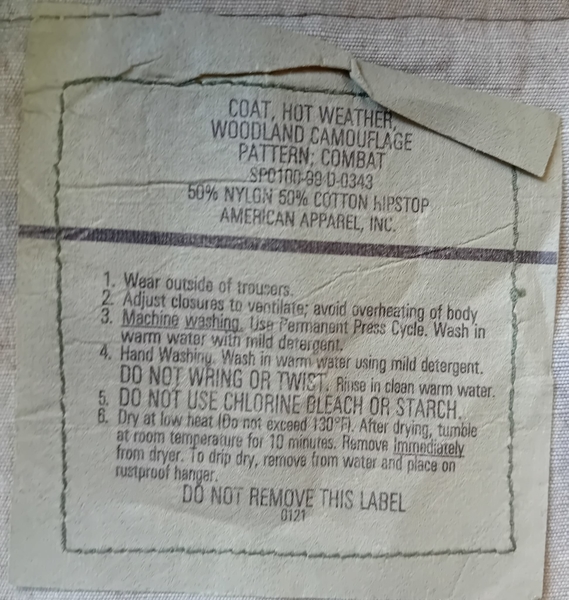 COAT, HOT WEATHER,
WOODLAND CAMOUFLAGE
PATTERN; COMBAT
SPO100-99-D-0343
50% NYLON 50% COTTON RIPSTOP
AMERICAN APPAREL, INC.
1. Wear outside of trousers.
2. Adjust closures to ventilate; avoid overheating of body
3. Machine washing. Use Permanent Press Cycle. Wash in
warm water with mild detergent.
4. Hand Washing. Wash in warm water using mild detergent.
DO NOT WRING OR TWIST. Rinse in clean warm water.
5. DO NOT USE CHLORINE BLEACH OR STARCH.
6. Dry at low heat (Do not exceed 130°F). After drying, tumble
at room temperature for 10 minutes. Remove immediately
from dryer. To drip dry, remove from water and place on
rustproof hanger.
DO NOT REMOVE THIS LABEL
0121